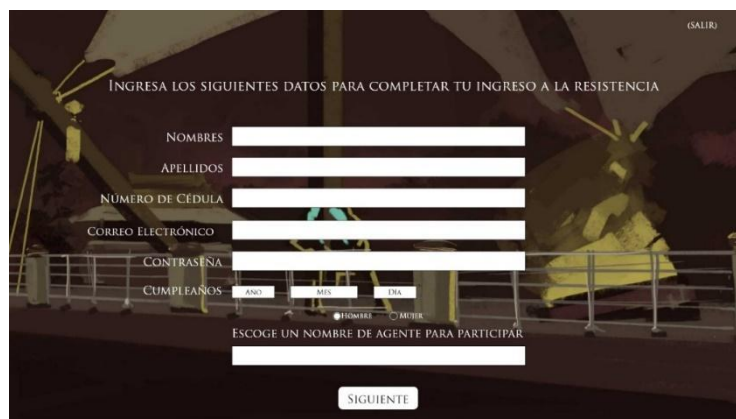 (SALIR)
INGRESA LOS SIGUIENTES DATOS PARA COMPLETAR TU INGRESO A LA RESISTENCIA
NOMBRES
APELLIDOS
NÚMERO DE CÉDULA
CORREO ELECTRÓNICO
CONTRASEÑA
CUMPLEAÑOS AÑO MES DÍA
HOMBRE MUJER
ESCOGE UN NOMBRE DE AGENTE PARA PARTICIPAR
SIGUIENTE